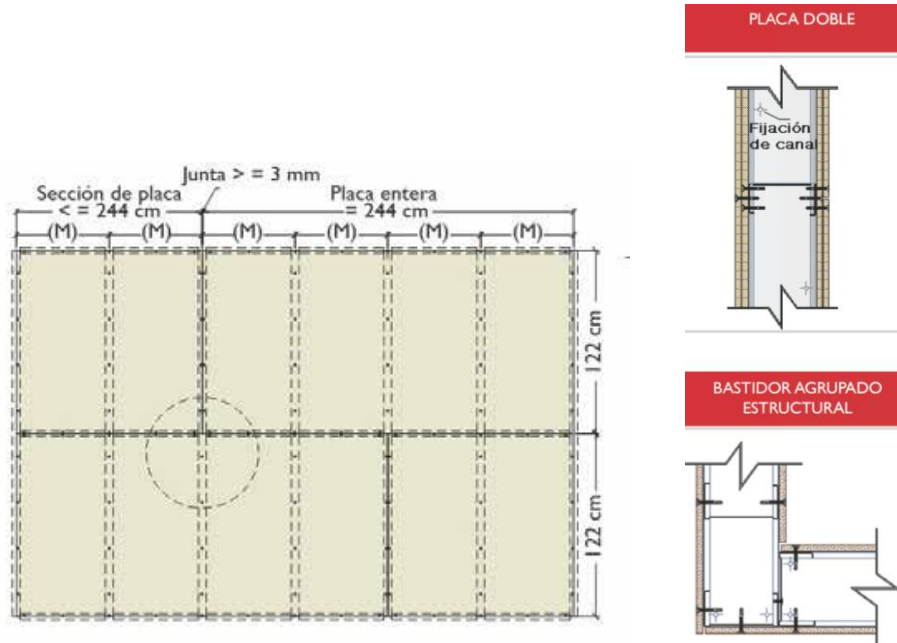 Junta > = 3 mm
Sección de placa
< = 244 cm
Placa entera
= 244 cm
(M) (M) (M) (M) (M) (M)
122 cm
122 cm
PLACA DOBLE
Fijación
de canal
BASTIDOR AGRUPADO
ESTRUCTURAL